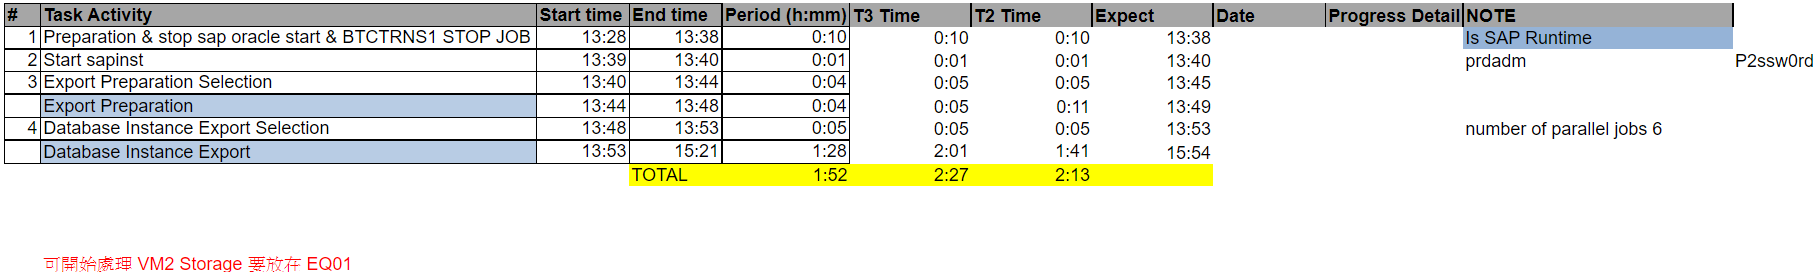 # Task Activity Start time End time Period (h:mm) T3 Time T2 Time Expect Date Progress Detail NOTE
1 Preparation & stop sap oracle start & BTCTRNS1 STOP JOB 13:28 13:38 0:10 0:10 0:10 13:38 Is SAP Runtime
2 Start sapinst 13:39 13:40 0:01 0:01 0:01 13:40 prdadm P2ssw0rd
3 Export Preparation Selection 13:40 13:44 0:04 0:05 0:05 13:45
Export Preparation 13:44 13:48 0:04 0:05 0:11 13:49
4 Database Instance Export Selection 13:48 13:53 0:05 0:05 0:05 13:53 number of parallel jobs 6
Database Instance Export 13:53 15:21 1:28 2:01 1:41 15:54
TOTAL 1:52 2:27 2:13
可開始處理 VM2 Storage 要放在 EQ01